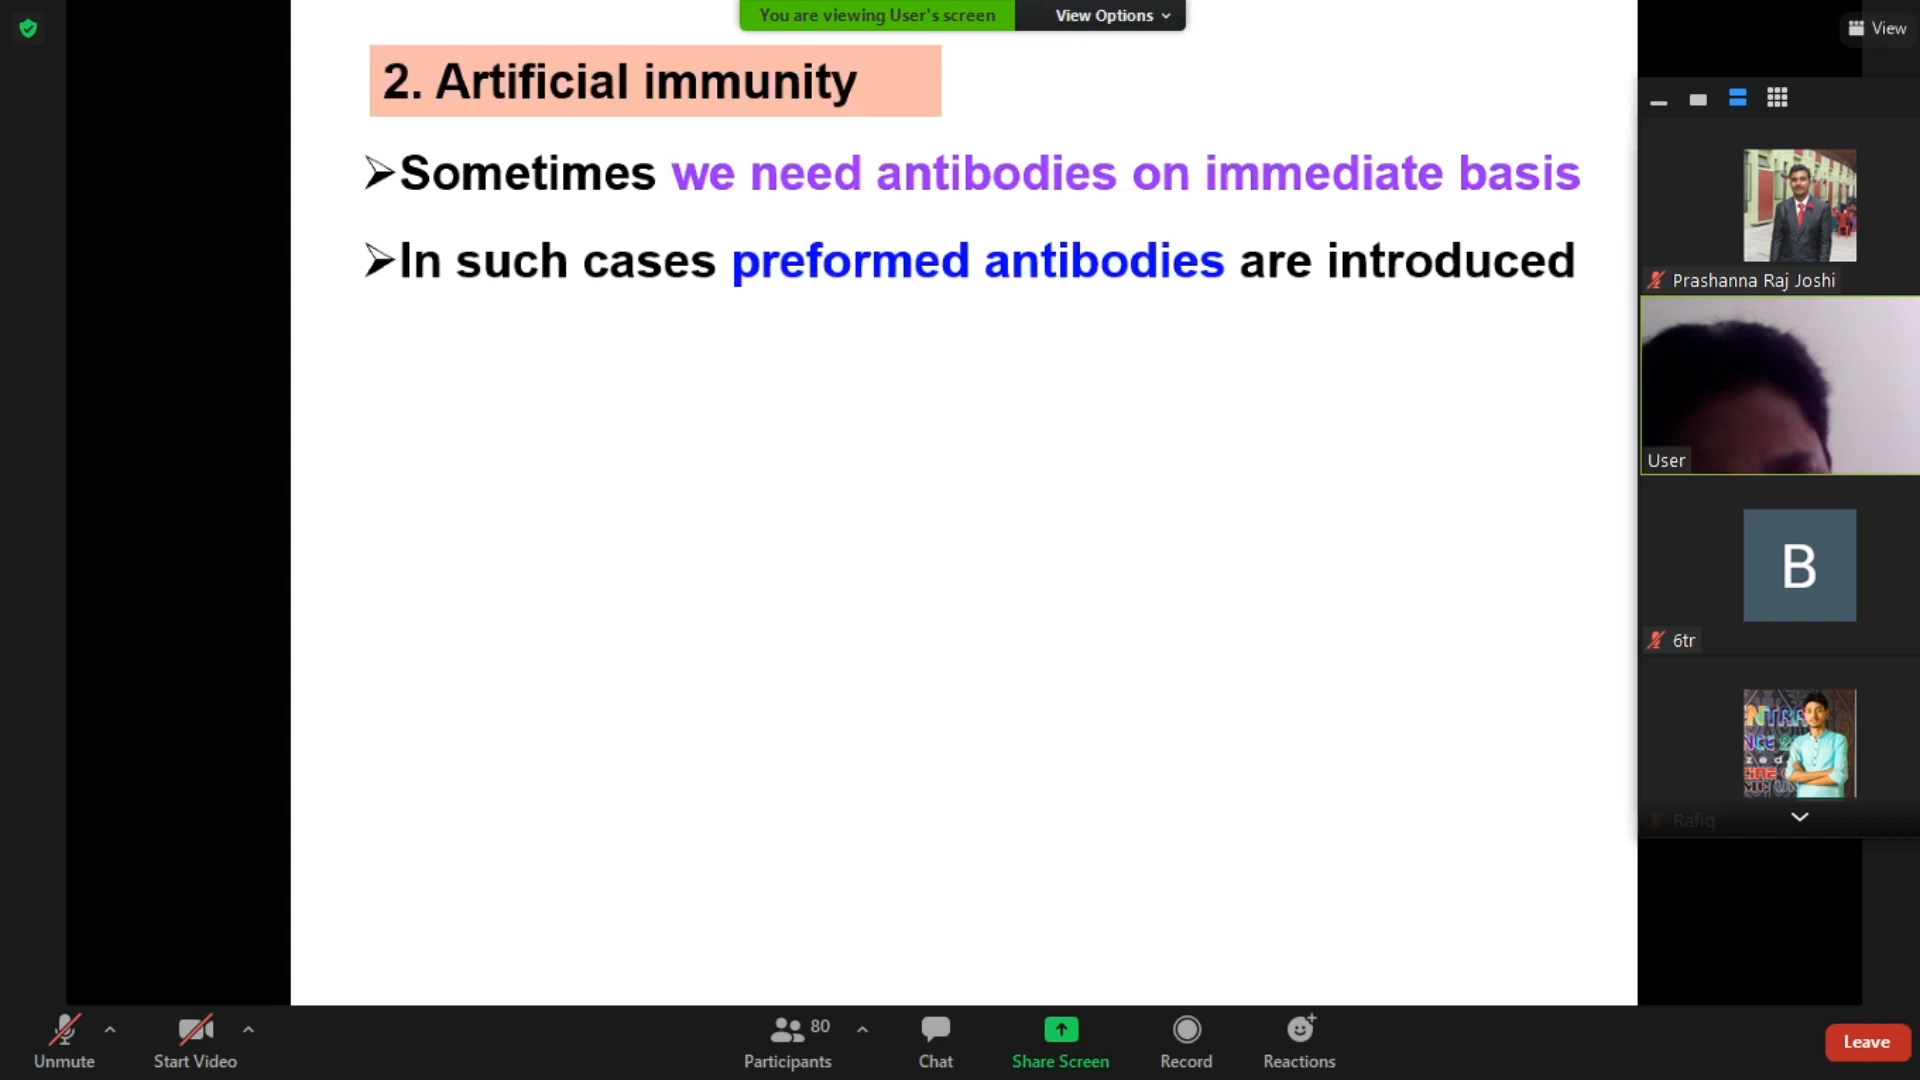 You are viewing User's screen
View Options
View
2. Artificial immunity
➢Sometimes we need antibodies on immediate basis
➢In such cases preformed antibodies are introduced
Prashanna Raj Joshi
User
B
6tr
Rafiq
Unmute
Start Video
80
Participants
Chat
Share Screen
Record
Reactions
Leave